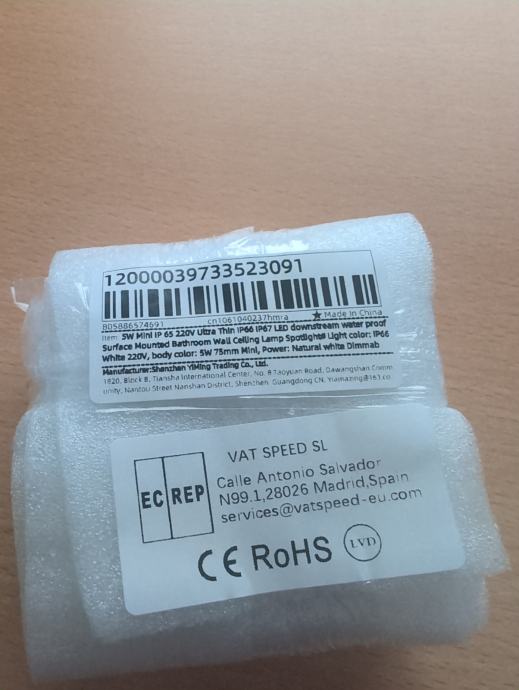 12000039733523091
805886574691 cn1061040237hmra ★ Made In China
Item: 5W Mini IP 65 220V Ultra Thin IP66 IP67 LED downstream water proof
Surface Mounted Bathroom Wall Ceiling Lamp Spotlight# Light color: IP66
White 220V, body color: 5W 75mm Mini, Power: Natural white Dimmab
Manufacturer:Shenzhen YiMing Trading Co., Ltd.
1820, Block B, Tiansha International Center, No. 8 Taoyuan Road, Dawangshan Comm
unity, Nantou Street Nanshan District, Shenzhen, Guangdong CN,
EC REP
VAT SPEED SL
Calle Antonio Salvador
N99.1,28026 Madrid,Spain
services@vatspeed-eu.com
CE RoHS LVD